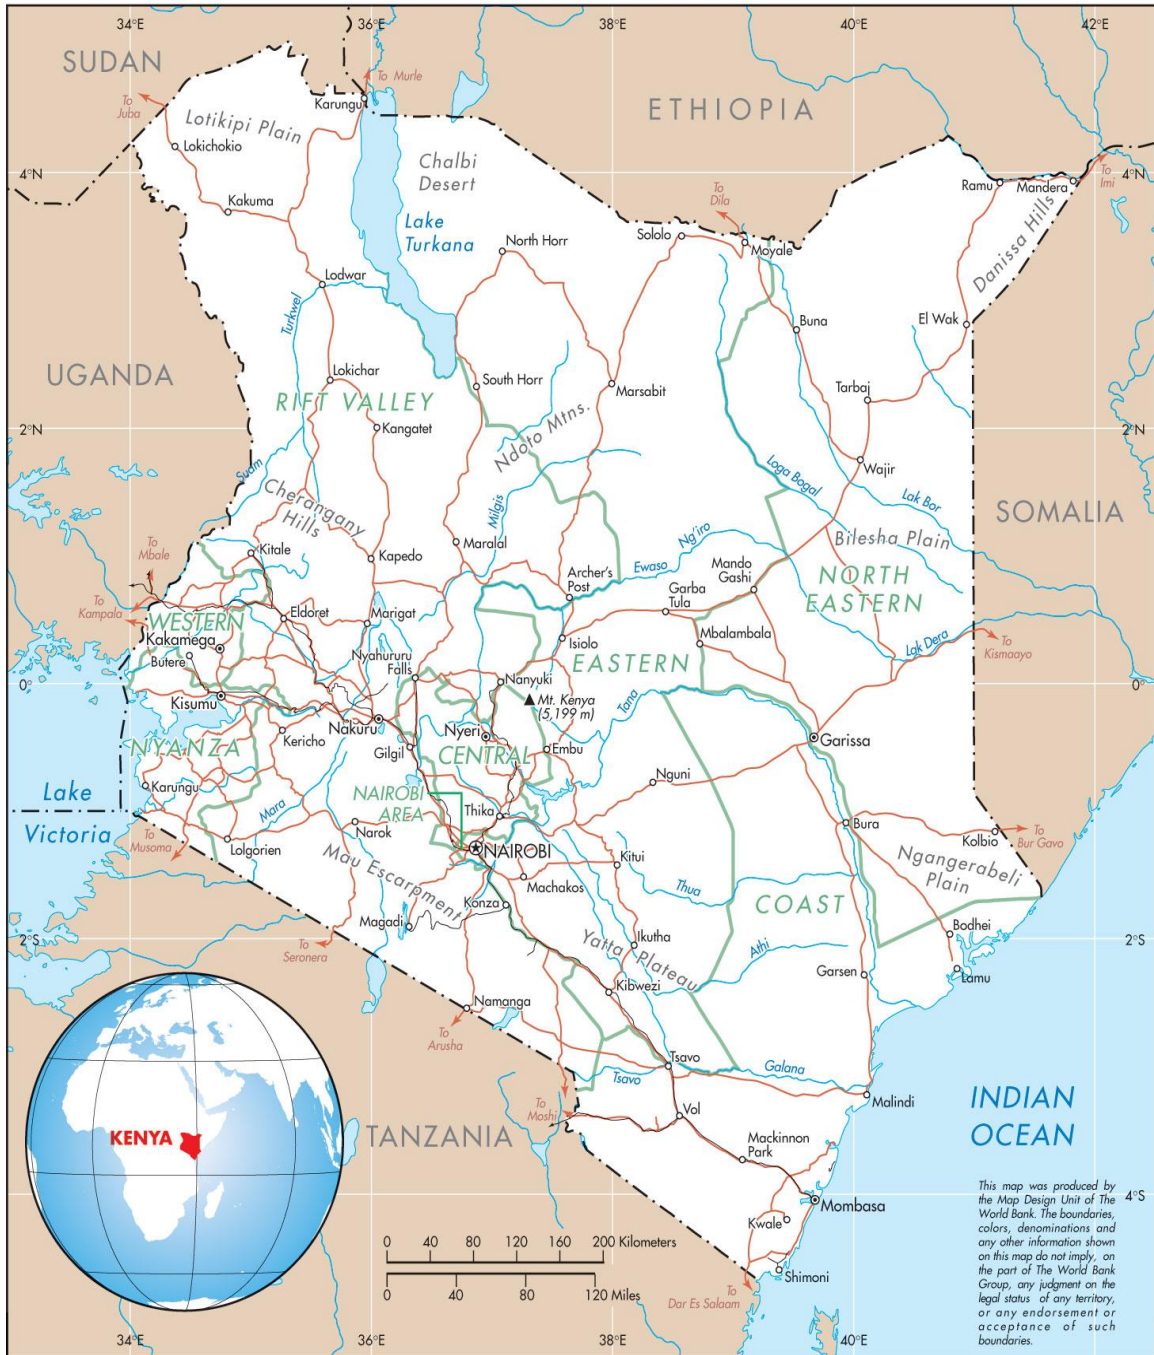 34°E
36°E
38°E
40°E
42°E
SUDAN
To Murle
Karungu
To
Juba
Lotikipi Plain
Lokichokio
ETHIOPIA
Chalbi
Desert
4°N
4°N
Ramu
Mandera
To
Imi
Kakuma
To
Dila
Lake
Turkana
North Horr
Sololo
Moyale
Danissa Hills
Lodwar
Turkwel
Buna
El Wak
UGANDA
Lokichar
South Horr
Marsabit
Tarbaj
RIFT VALLEY
Kangatet
Ndoto Mtns.
2°N
2°N
Suam
Loga Bogal
Wajir
Lak Bor
Cherangany
Hills
Milgis
SOMALIA
To
Mbale
Kitale
Kapedo
Maralal
Ewaso
Ng'iro
Bilesha Plain
Archer's
Post
Mando
Gashi
NORTH
EASTERN
To
Kampala
WESTERN
Eldoret
Marigat
Garba
Tula
Kakamega
Butere
Nyahururu
Falls
Isiolo
Mbalambala
Lak Dera
To
Kismaayo
EASTERN
0°
0°
Kisumu
Nanyuki
Mt. Kenya
(5,199 m)
Tana
Nakuru
Nyeri
Garissa
NYANZA
Kericho
Gilgil
CENTRAL
Embu
Karungu
Nguni
NAIROBI
AREA
Lake
Victoria
Mara
Thika
To
Musoma
Lolgorien
Narok
NAIROBI
Bura
Kolbio
To
Bur Gavo
Mau Escarpment
Kitui
Machakos
Ngangerabeli
Plain
Thua
Konza
COAST
Magadi
Bodhei
2°S
2°S
To
Seronera
Ikutha
Yatta Plateau
Athi
Garsen
Lamu
Kibwezi
Namanga
To
Arusha
Tsavo
Tsavo
Galana
Malindi
To
Moshi
Vol
INDIAN
OCEAN
KENYA
TANZANIA
Mackinnon
Park
Mombasa
4°S
Kwale
Shimoni
To
Dar Es Salaam
0 40 80 120 160 200 Kilometers
0 40 80 120 Miles
This map was produced by
the Map Design Unit of The
World Bank. The boundaries,
colors, denominations and
any other information shown
on this map do not imply, on
the part of The World Bank
Group, any judgment on the
legal status of any territory,
or any endorsement or
acceptance of such
boundaries.
34°E
36°E
38°E
40°E